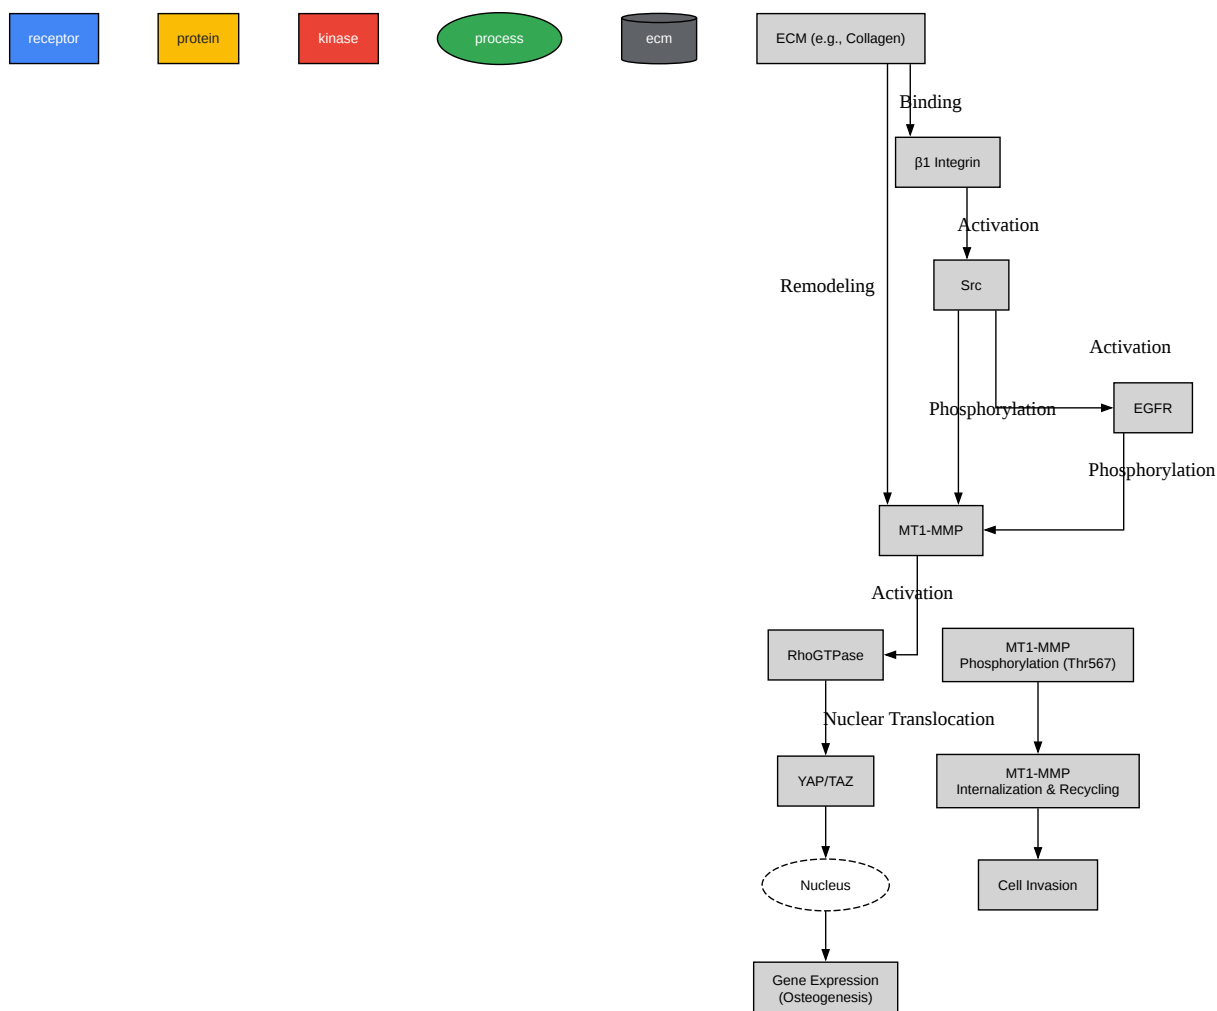 receptor
protein
kinase
process
ecm
ECM (e.g., Collagen)
Binding
β1 Integrin
Activation
Remodeling
Src
Activation
Phosphorylation
EGFR
Phosphorylation
MT1-MMP
Activation
RhoGTPase
MT1-MMP
Phosphorylation (Thr567)
Nuclear Translocation
YAP/TAZ
MT1-MMP
Internalization & Recycling
Nucleus
Cell Invasion
Gene Expression
(Osteogenesis)